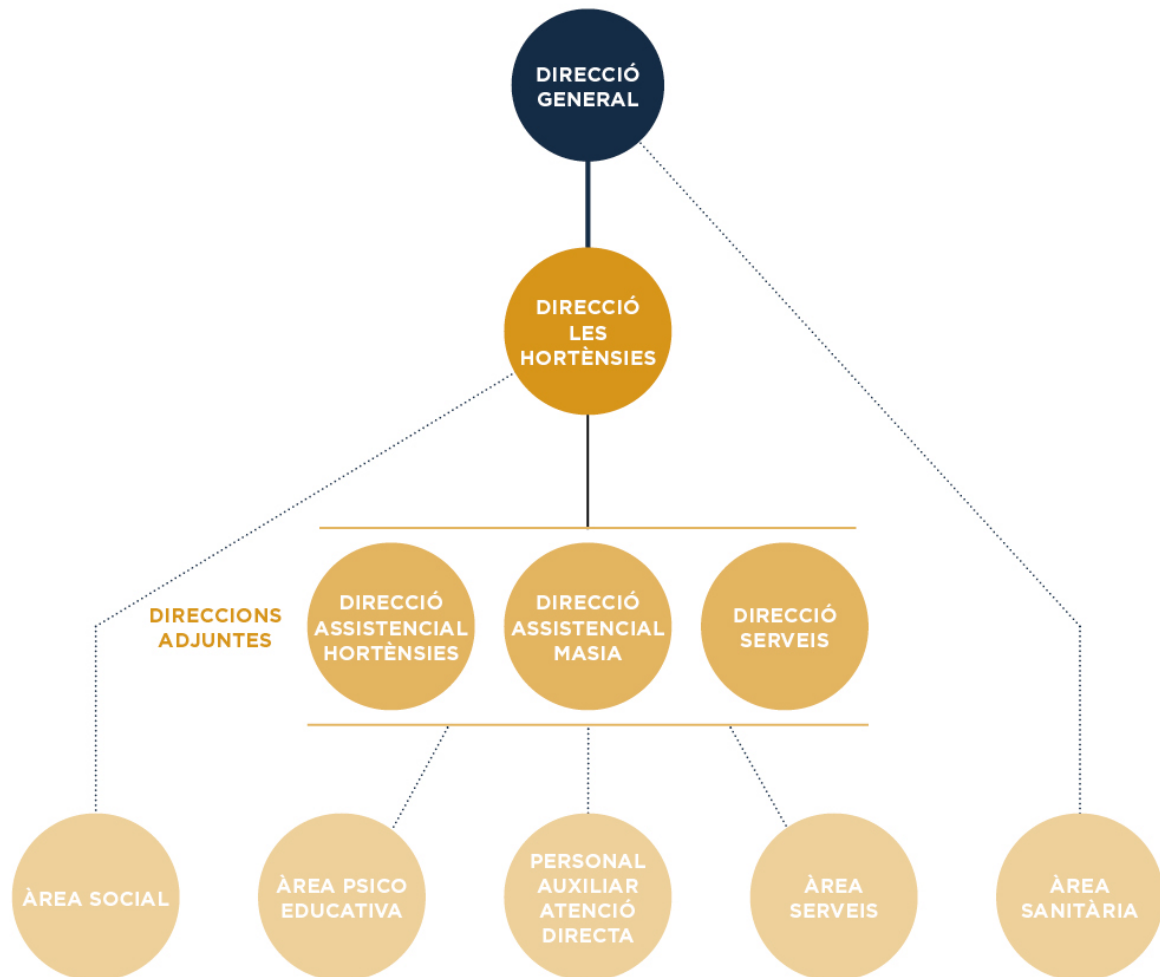 DIRECCIÓ
GENERAL
DIRECCIÓ
LES
HORTÈNSIES
DIRECCIONS
ADJUNTES
DIRECCIÓ
ASSISTENCIAL
HORTÈNSIES
DIRECCIÓ
ASSISTENCIAL
MASIA
DIRECCIÓ
SERVEIS
ÀREA SOCIAL
ÀREA PSICO
EDUCATIVA
PERSONAL
AUXILIAR
ATENCIÓ
DIRECTA
ÀREA
SERVEIS
ÀREA
SANITÀRIA